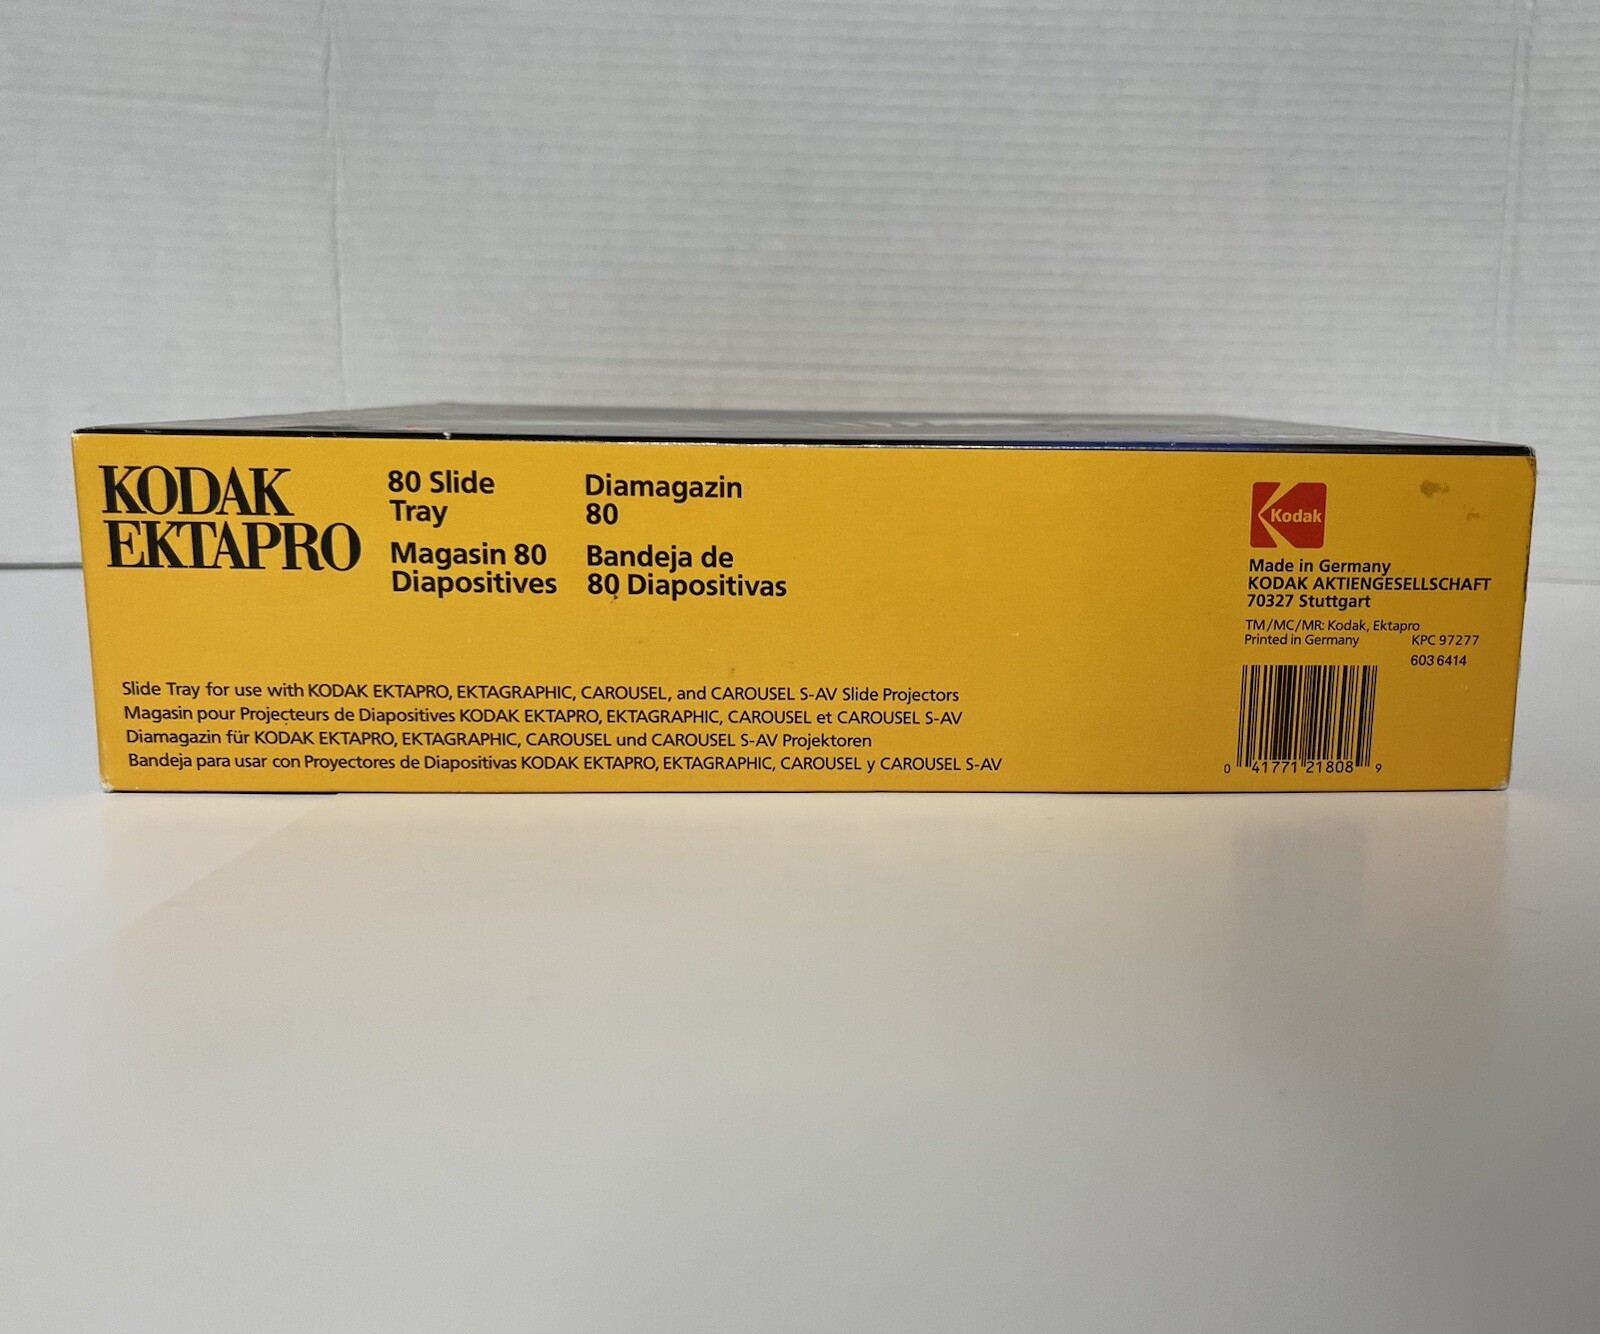 KODAK
EKTAPRO
80 Slide
Tray
Magasin 80
Diapositives
Diamagazin
80
Bandeja de
80 Diapositivas
Slide Tray for use with KODAK EKTAPRO, EKTAGRAPHIC, CAROUSEL, and CAROUSEL S-AV Slide Projectors
Magasin pour Projecteurs de Diapositives KODAK EKTAPRO, EKTAGRAPHIC, CAROUSEL et CAROUSEL S-AV
Diamagazin für KODAK EKTAPRO, EKTAGRAPHIC, CAROUSEL und CAROUSEL S-AV Projektoren
Bandeja para usar con Proyectores de Diapositivas KODAK EKTAPRO, EKTAGRAPHIC, CAROUSEL y CAROUSEL S-AV
Kodak
Made in Germany
KODAK AKTIENGESELLSCHAFT
70327 Stuttgart
TM/MC/MR: Kodak, Ektapro
Printed in Germany KPC 97277
603 6414
0 41771 21808 9